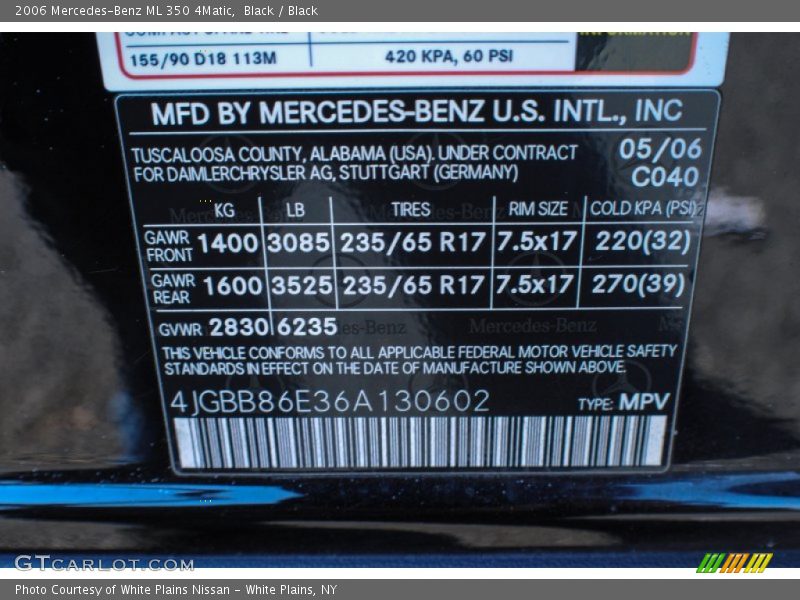 2006 Mercedes-Benz ML 350 4Matic,  Black / Black
155/90 D18 113M 420 KPA, 60 PSI
INFORMATION
MFD BY MERCEDES-BENZ U.S. INTL., INC
TUSCALOOSA COUNTY, ALABAMA (USA). UNDER CONTRACT 05/06
FOR DAIMLERCHRYSLER AG, STUTTGART (GERMANY) C040
KG LB TIRES RIM SIZE COLD KPA (PSI)
GAWR FRONT 1400 3085 235/65 R17 7.5x17 220(32)
GAWR REAR 1600 3525 235/65 R17 7.5x17 270(39)
GVWR 2830 6235
THIS VEHICLE CONFORMS TO ALL APPLICABLE FEDERAL MOTOR VEHICLE SAFETY
STANDARDS IN EFFECT ON THE DATE OF MANUFACTURE SHOWN ABOVE.
4JGBB86E36A130602 TYPE: MPV
GTCARLOT.COM
Photo Courtesy of White Plains Nissan - White Plains, NY